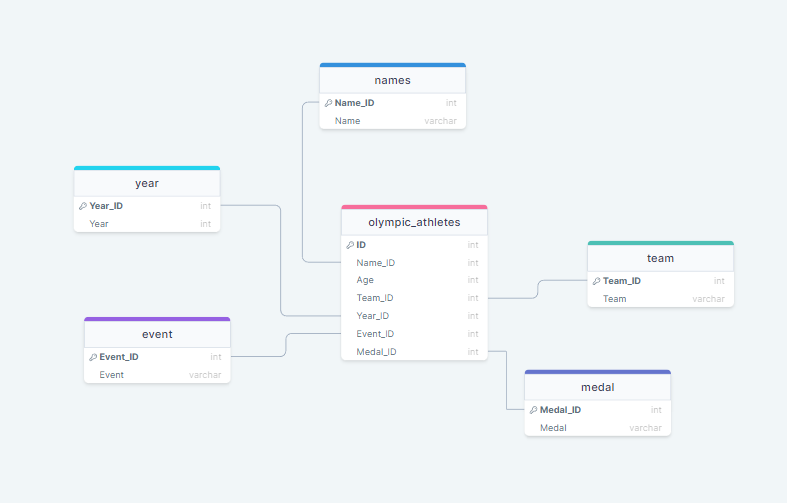 names
Name_ID int
Name varchar
year
Year_ID int
Year int
olympic_athletes
ID int
Name_ID int
Age int
Team_ID int
Year_ID int
Event_ID int
Medal_ID int
team
Team_ID int
Team varchar
event
Event_ID int
Event varchar
medal
Medal_ID int
Medal varchar